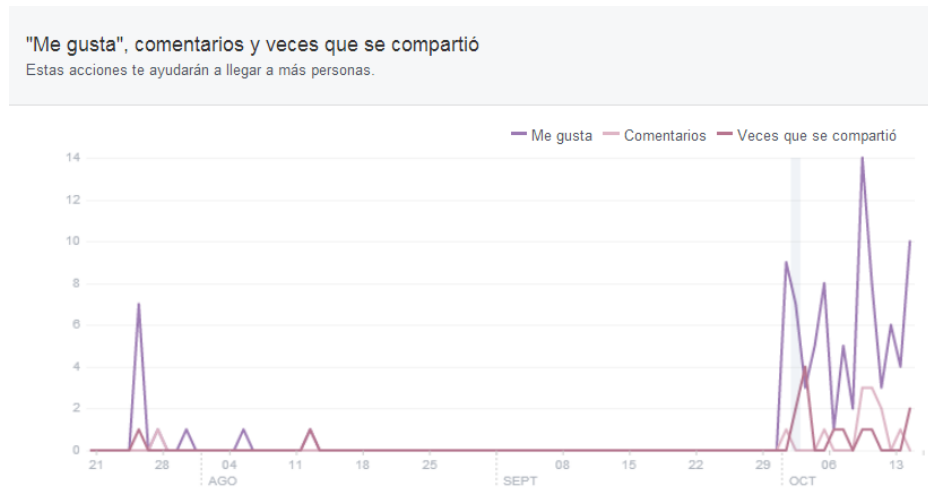 "Me gusta", comentarios y veces que se compartió
Estas acciones te ayudarán a llegar a más personas.
Me gusta Comentarios Veces que se compartió
14
12
10
8
6
4
2
0
21 28 04 11 18 25 08 15 22 29 06 13
AGO SEPT OCT